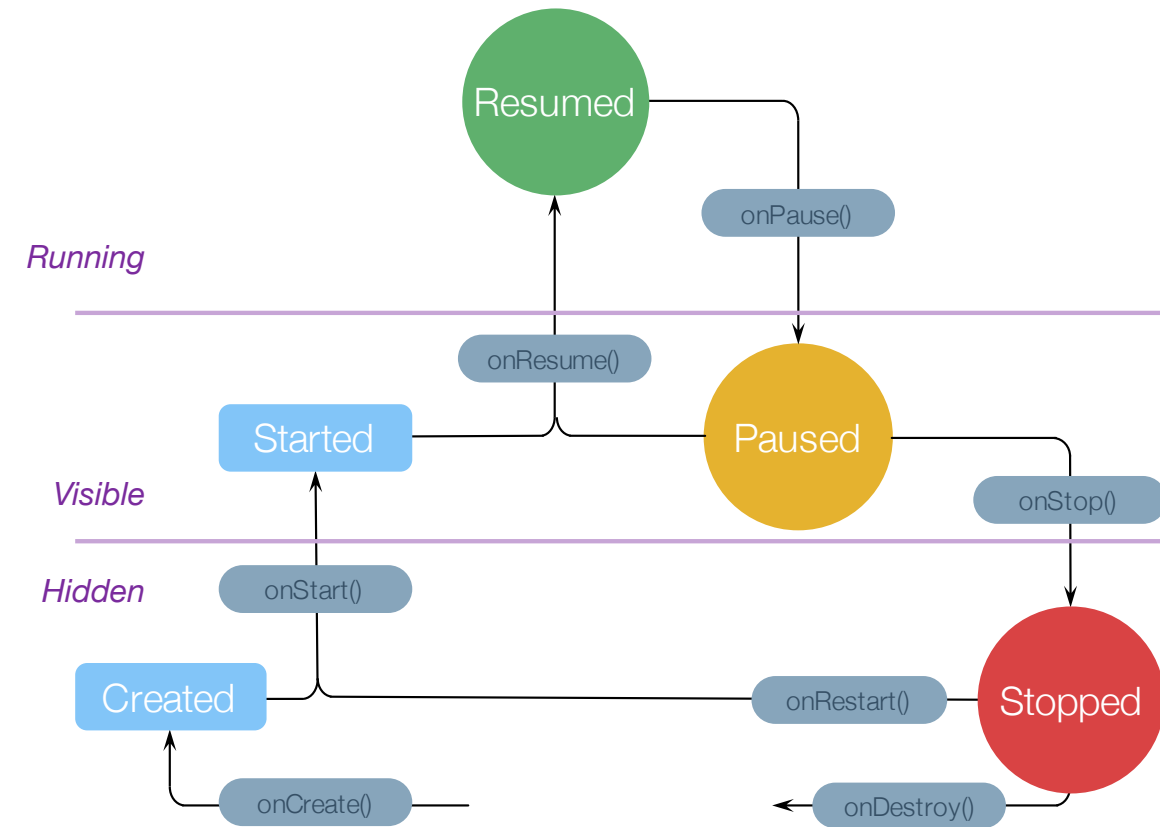 Resumed
onPause()
Running
onResume()
Started
Paused
Visible
onStop()
Hidden
onStart()
Created
onRestart()
Stopped
onCreate()
onDestroy()